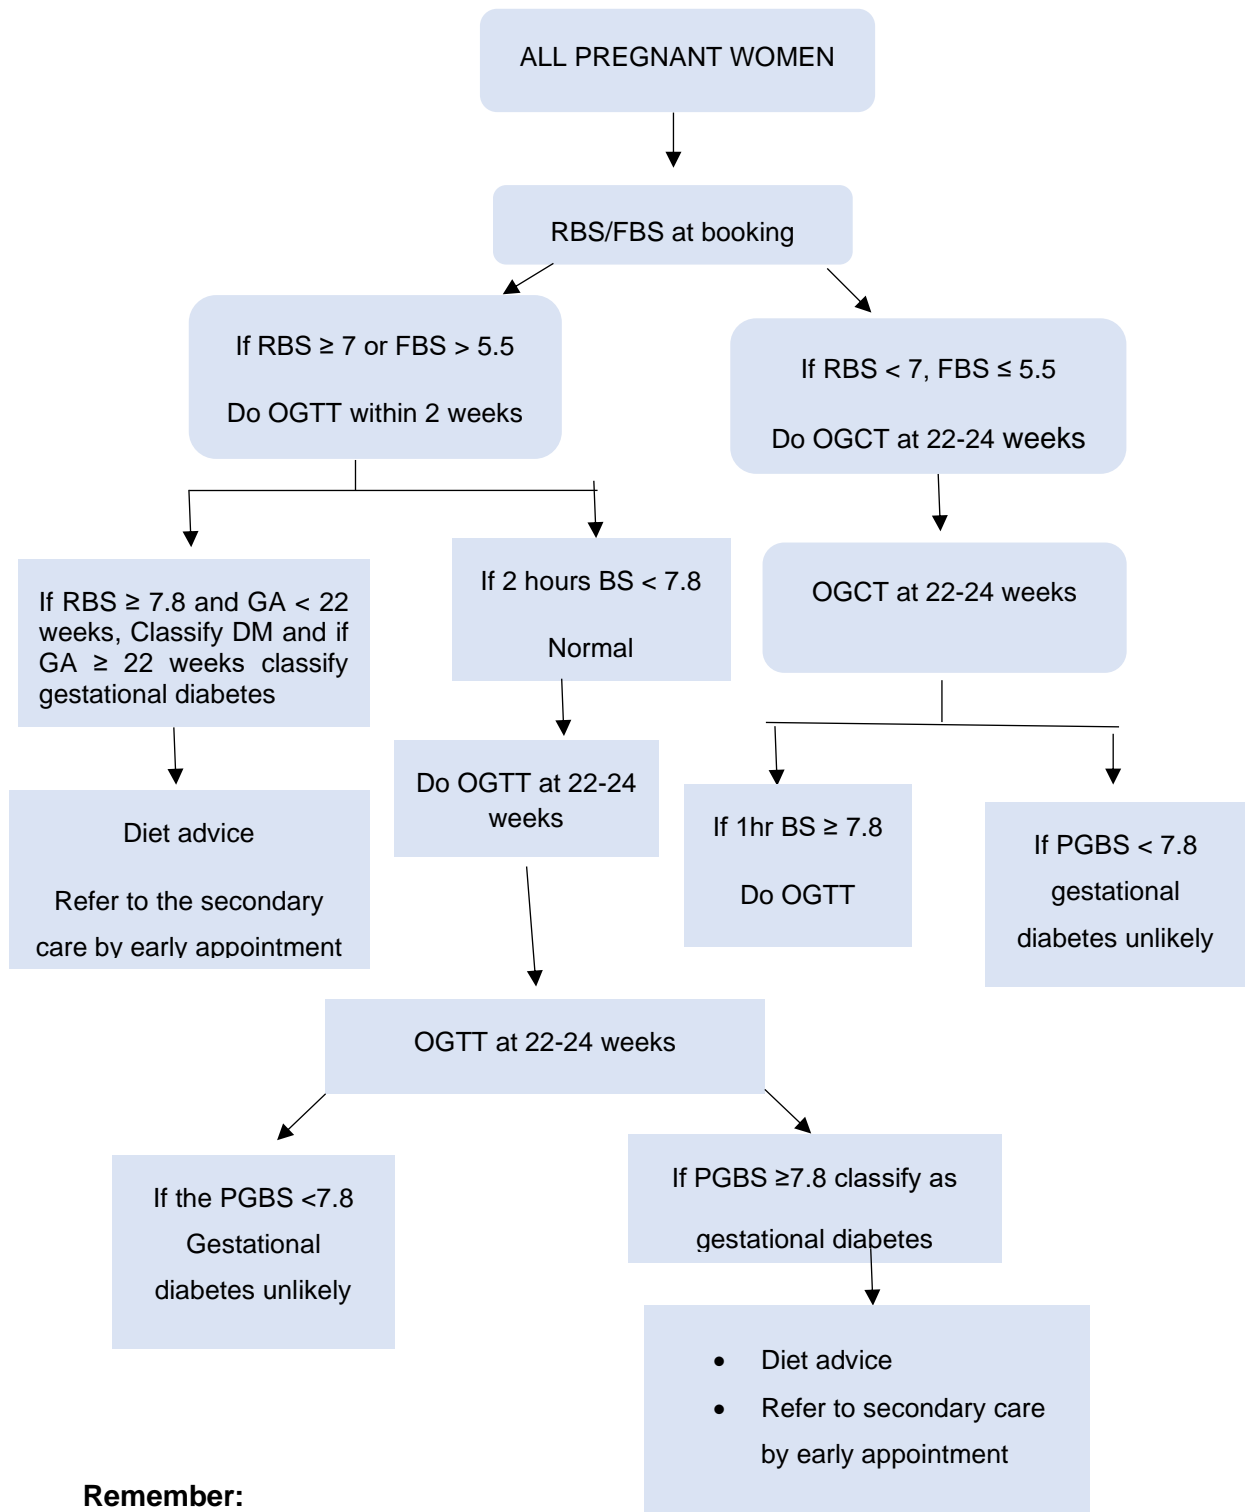 ALL PREGNANT WOMEN
RBS/FBS at booking
If RBS ≥ 7 or FBS > 5.5
Do OGTT within 2 weeks
If RBS < 7, FBS ≤ 5.5
Do OGCT at 22-24 weeks
If RBS ≥ 7.8 and GA < 22
weeks, Classify DM and if
GA ≥ 22 weeks classify
gestational diabetes
If 2 hours BS < 7.8
Normal
OGCT at 22-24 weeks
Diet advice
Refer to the secondary
care by early appointment
Do OGTT at 22-24
weeks
If 1hr BS ≥ 7.8
Do OGTT
If PGBS < 7.8
gestational
diabetes unlikely
OGTT at 22-24 weeks
If the PGBS <7.8
Gestational
diabetes unlikely
If PGBS ≥7.8 classify as
gestational diabetes
• Diet advice
• Refer to secondary care
by early appointment
Remember: